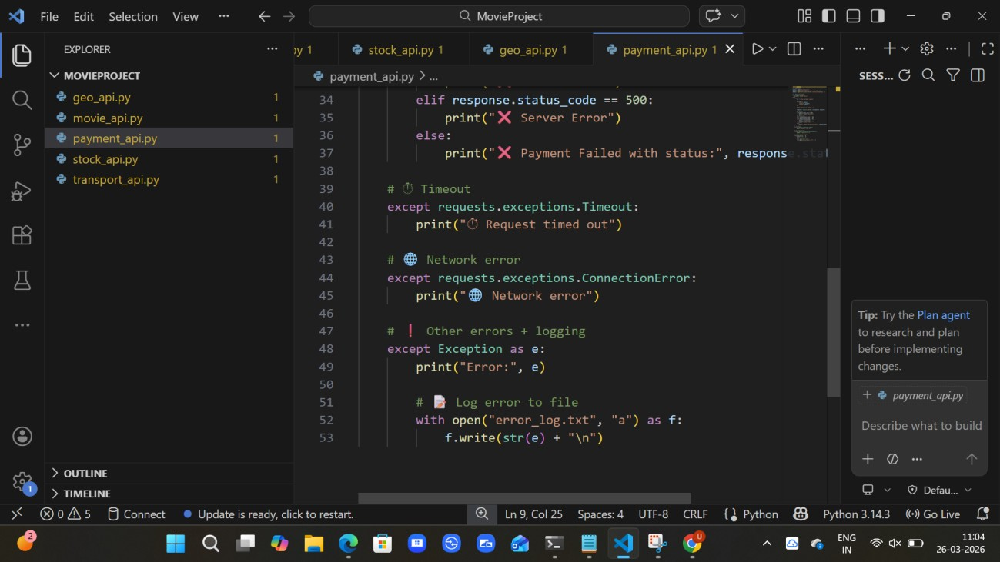 File Edit Selection View ... MovieProject
EXPLORER ...
MOVIEPROJECT
geo_api.py 1
movie_api.py 1
payment_api.py 1
stock_api.py 1
transport_api.py 1
OUTLINE
TIMELINE
py 1 stock_api.py 1 geo_api.py 1 payment_api.py 1
payment_api.py > ...
34 elif response.status_code == 500:
35 print("❌ Server Error")
36 else:
37 print("❌ Payment Failed with status:", response.sta
38
39 # ⏱ Timeout
40 except requests.exceptions.Timeout:
41 print("⏱ Request timed out")
42
43 # 🌐 Network error
44 except requests.exceptions.ConnectionError:
45 print("🌐 Network error")
46
47 # ❗ Other errors + logging
48 except Exception as e:
49 print("Error:", e)
50
51 # 📝 Log error to file
52 with open("error_log.txt", "a") as f:
53 f.write(str(e) + "\n")
SESS...
Tip: Try the Plan agent
to research and plan
before implementing
changes.
payment_api.py
Describe what to build
Defau...
1
0 5 Connect Update is ready, click to restart. Ln 9, Col 25 Spaces: 4 UTF-8 CRLF Python Python 3.14.3 Go Live
2
U
ENG
IN
11:04
26-03-2026